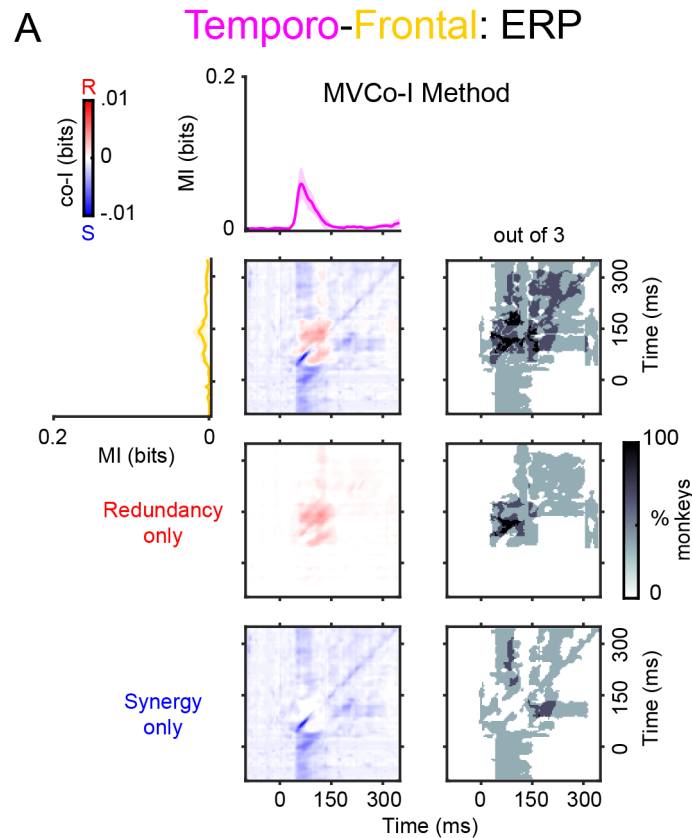 A
Temporo-Frontal: ERP
MVCo-I Method
R
.01
0
-.01
S
co-I (bits)
0.2
0
MI (bits)
out of 3
0.2
0
MI (bits)
300
150
0
Time (ms)
Redundancy
only
100
%
0
monkeys
Synergy
only
300
150
0
Time (ms)
0 150 300
0 150 300
Time (ms)